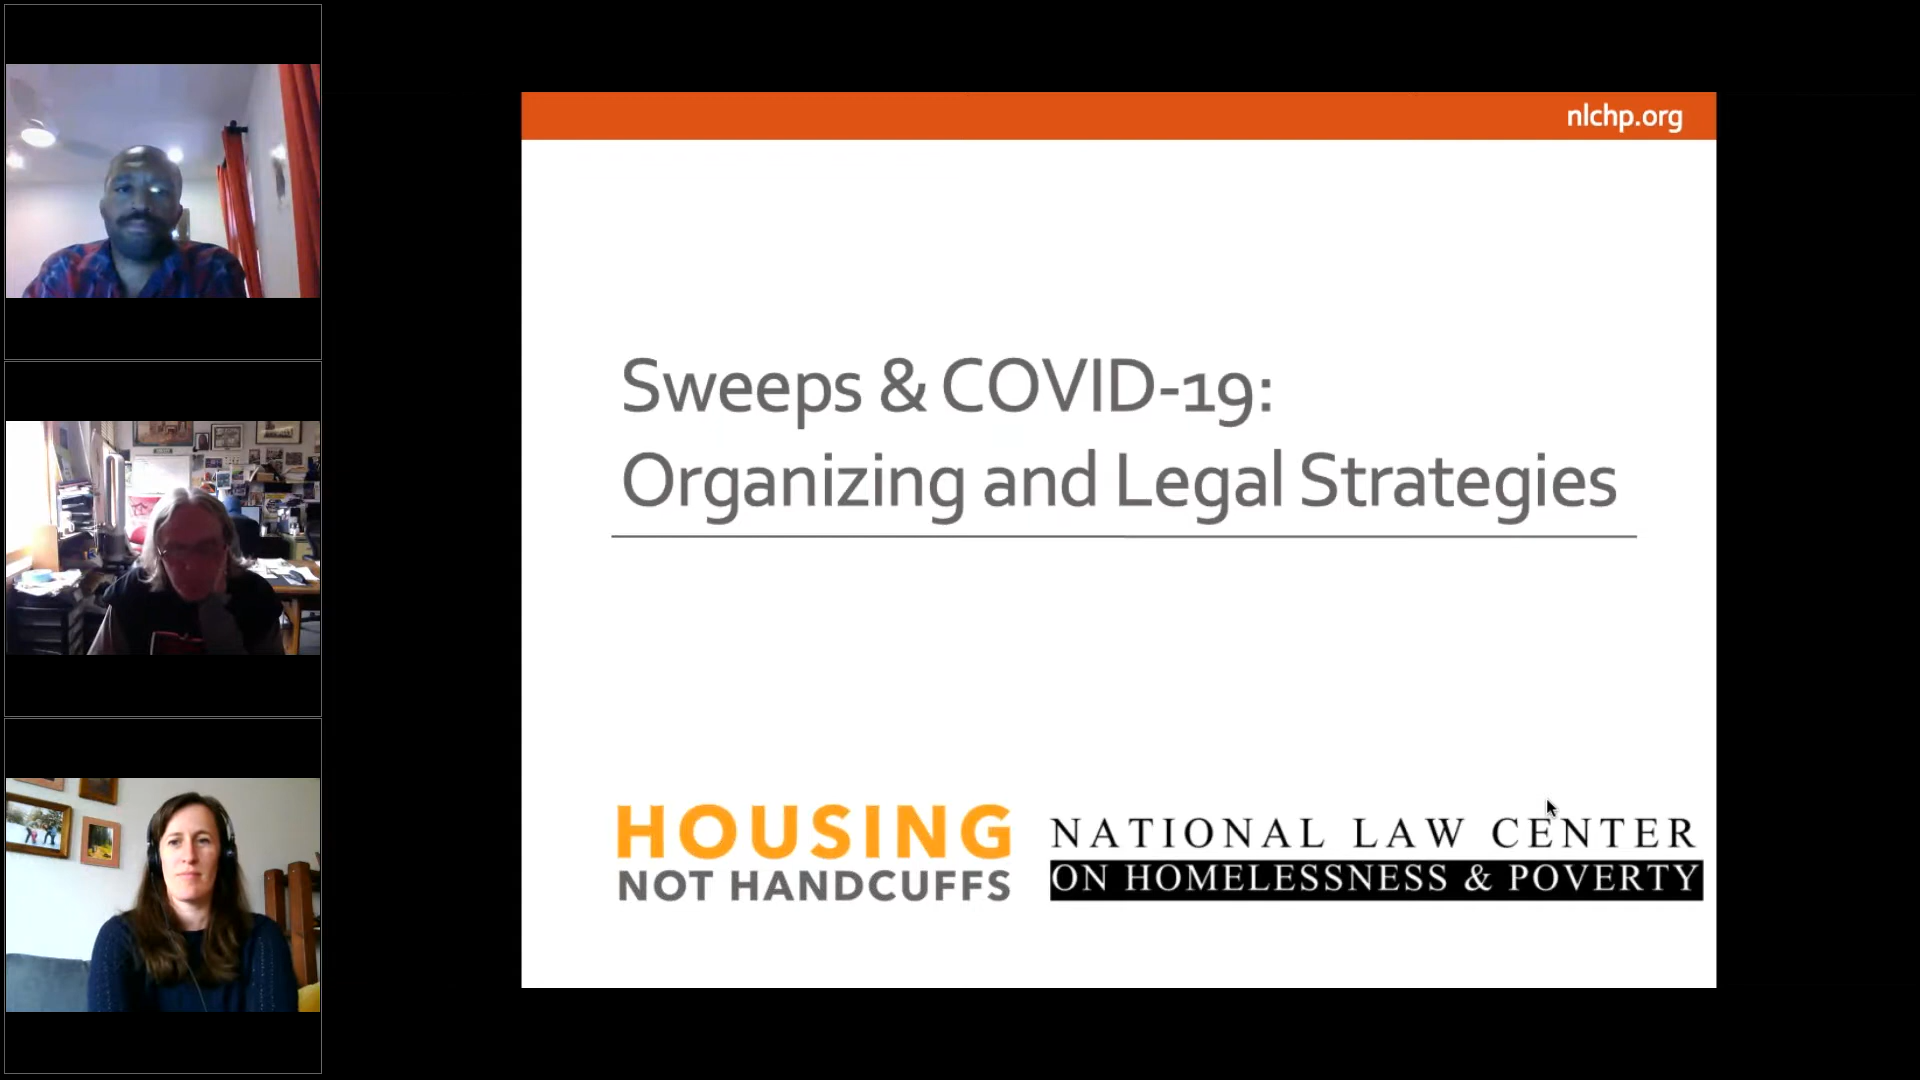 nlchp.org
Sweeps & COVID-19:
Organizing and Legal Strategies
HOUSING
NOT HANDCUFFS
NATIONAL LAW CENTER
ON HOMELESSNESS & POVERTY